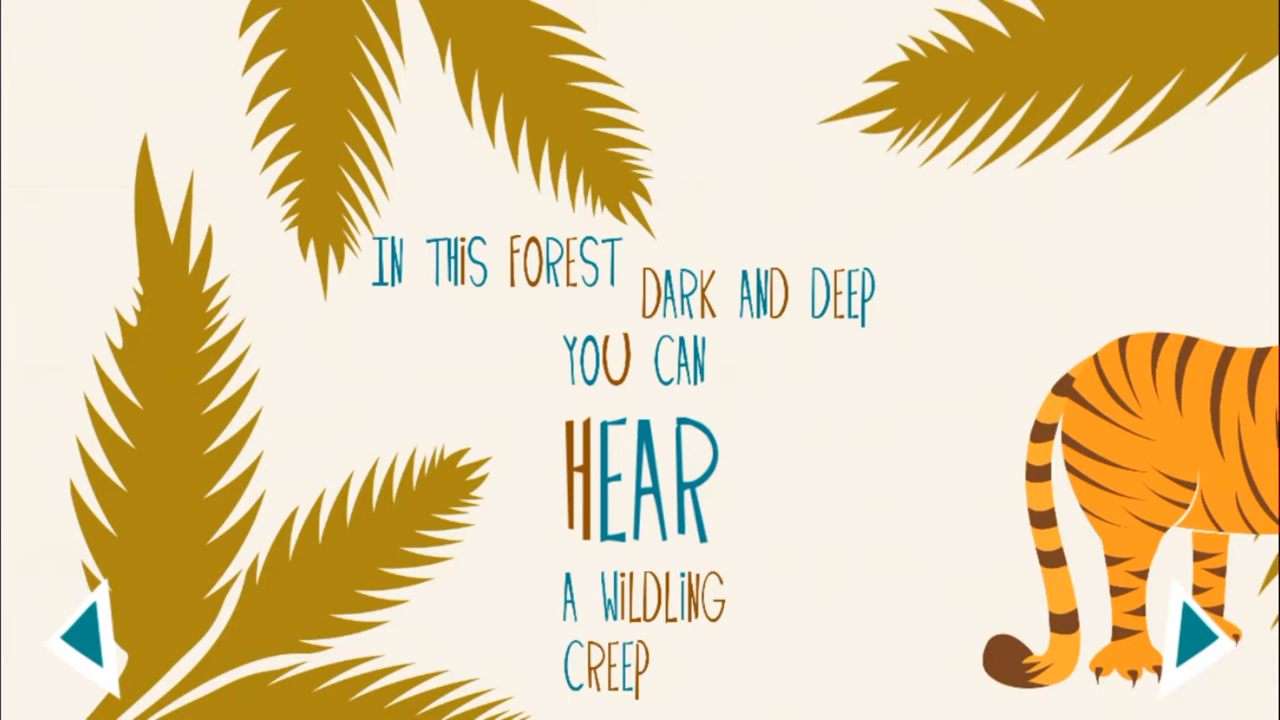 IN THiS FOREST
DARK AND DEEP
YOU CAN
HEAR
A WiLDLiNG
CREEP